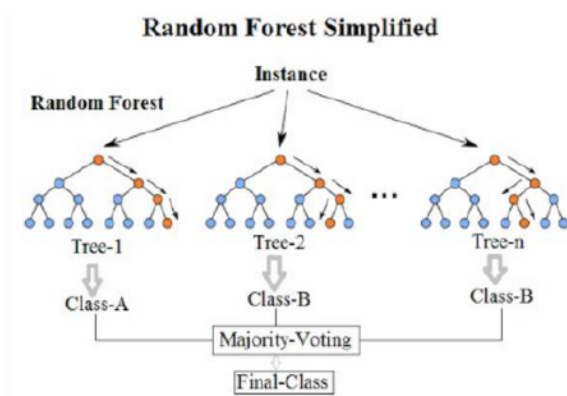 Random Forest Simplified
Instance
Random Forest
...
Tree-1 Tree-2 Tree-n
Class-A Class-B Class-B
Majority-Voting
Final-Class